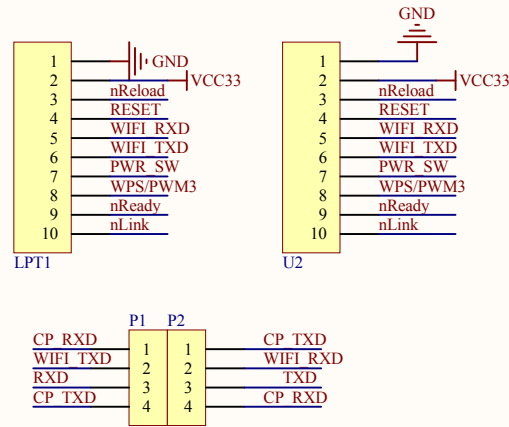 GND
1 GND 1
2 VCC33 2 VCC33
3 nReload 3 nReload
4 RESET 4 RESET
5 WIFI_RXD 5 WIFI_RXD
6 WIFI_TXD 6 WIFI_TXD
7 PWR_SW 7 PWR_SW
8 WPS/PWM3 8 WPS/PWM3
9 nReady 9 nReady
10 nLink 10 nLink
LPT1 U2
P1 P2
CP_RXD 1 1 CP_TXD
WIFI_TXD 2 2 WIFI_RXD
RXD 3 3 TXD
CP_TXD 4 4 CP_RXD